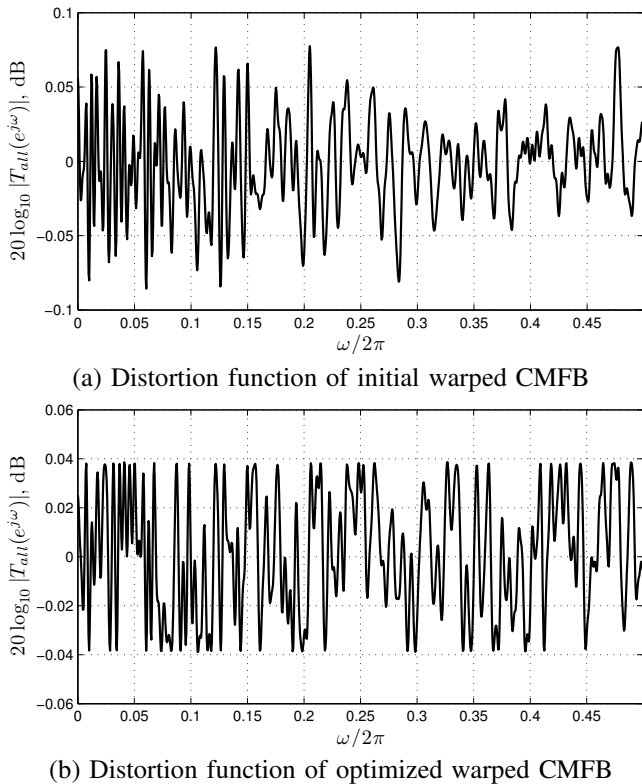 0.1
0.05
0
−0.05
−0.1
20 log₁₀ |T_all(e^{jω})|, dB
0 0.05 0.1 0.15 0.2 0.25 0.3 0.35 0.4 0.45
ω/2π
(a) Distortion function of initial warped CMFB
0.06
0.04
0.02
0
−0.02
−0.04
−0.06
20 log₁₀ |T_all(e^{jω})|, dB
0 0.05 0.1 0.15 0.2 0.25 0.3 0.35 0.4 0.45
ω/2π
(b) Distortion function of optimized warped CMFB